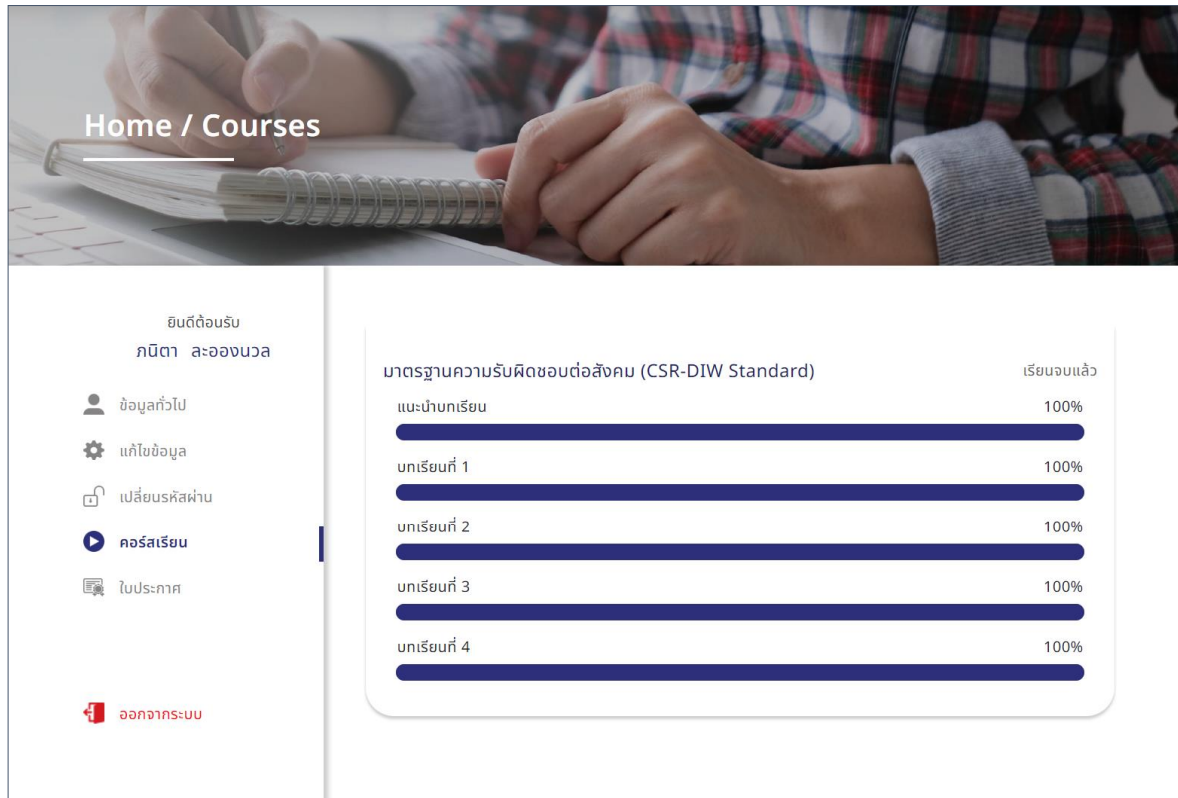 Home / Courses
ยินดีต้อนรับ
ภนิตา ละอองนวล
ข้อมูลทั่วไป
แก้ไขข้อมูล
เปลี่ยนรหัสผ่าน
คอร์สเรียน
ใบประกาศ
ออกจากระบบ
มาตรฐานความรับผิดชอบต่อสังคม (CSR-DIW Standard) เรียนจบแล้ว
แนะนำบทเรียน 100%
บทเรียนที่ 1 100%
บทเรียนที่ 2 100%
บทเรียนที่ 3 100%
บทเรียนที่ 4 100%